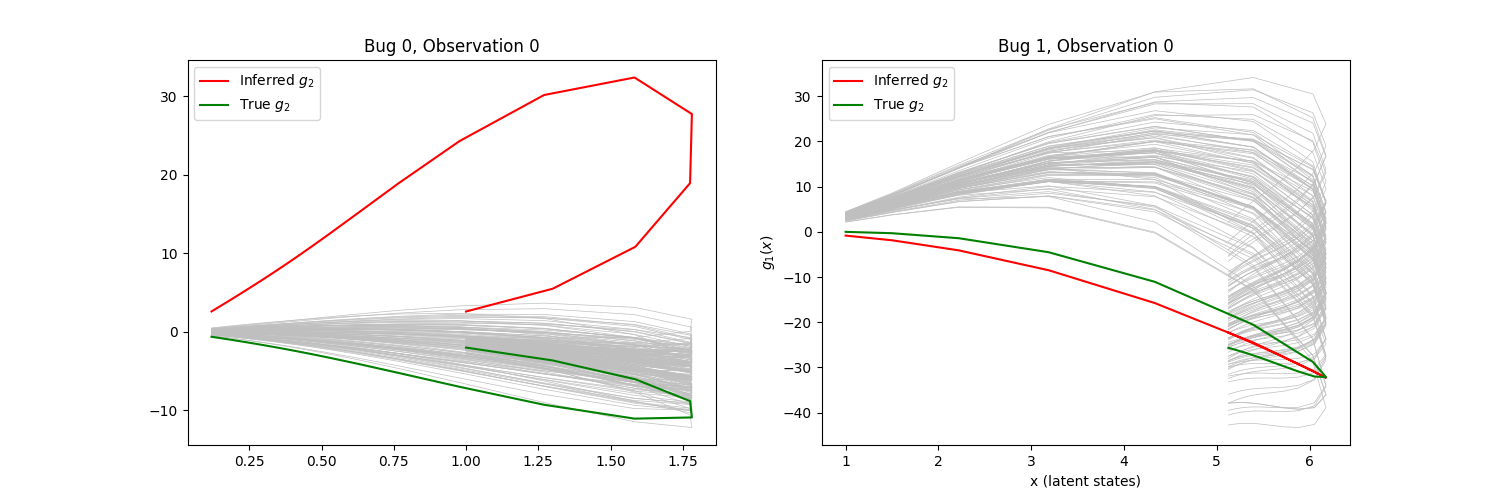 Bug 0, Observation 0
Inferred g₂
True g₂
30
20
10
0
−10
0.25 0.50 0.75 1.00 1.25 1.50 1.75
Bug 1, Observation 0
Inferred g₂
True g₂
g₁(x)
30
20
10
0
−10
−20
−30
−40
1 2 3 4 5 6
x (latent states)